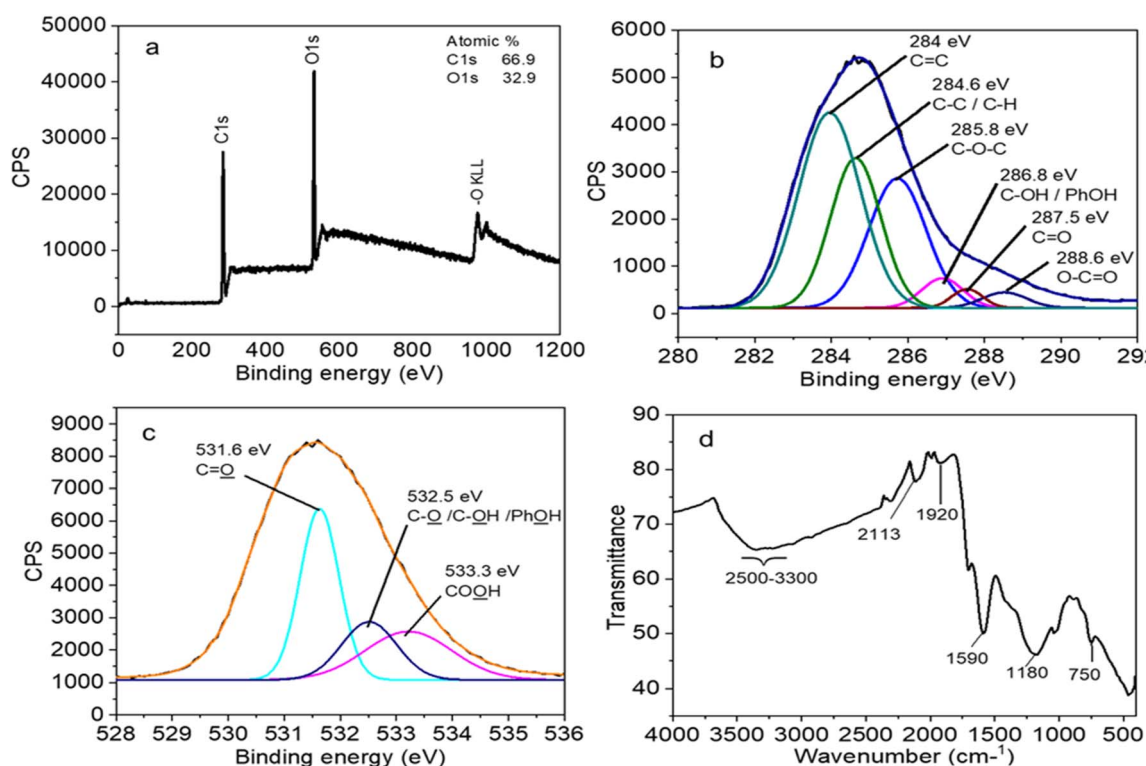 a
Atomic %
C1s 66.9
O1s 32.9
C1s
O1s
-O KLL
50000
40000
30000
20000
10000
0
CPS
0 200 400 600 800 1000 1200
Binding energy (eV)
b
284 eV
C=C
284.6 eV
C-C / C-H
285.8 eV
C-O-C
286.8 eV
C-OH / PhOH
287.5 eV
C=O
288.6 eV
O-C=O
6000
5000
4000
3000
2000
1000
0
CPS
280 282 284 286 288 290 292
Binding energy (eV)
c
531.6 eV
C=O
532.5 eV
C-O /C-OH /PhOH
533.3 eV
COOH
9000
8000
7000
6000
5000
4000
3000
2000
1000
0
CPS
528 529 530 531 532 533 534 535 536
Binding energy (eV)
d
90
80
70
60
50
40
Transmittance
2500-3300
2113
1920
1590
1180
750
4000 3500 3000 2500 2000 1500 1000 500
Wavenumber (cm-1)